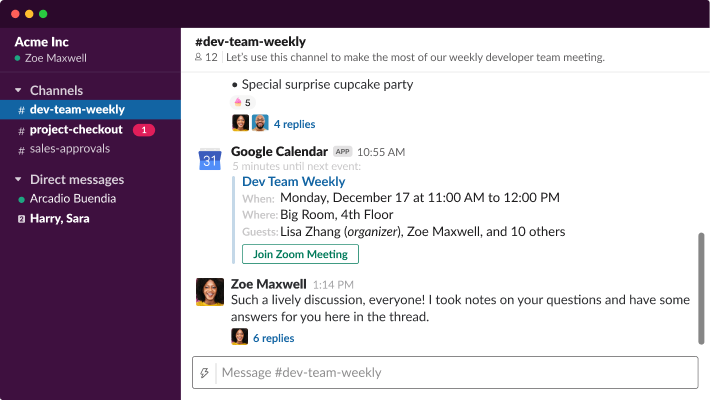 Acme Inc
Zoe Maxwell
Channels
# dev-team-weekly
# project-checkout 1
# sales-approvals
Direct messages
Arcadio Buendia
2 Harry, Sara
#dev-team-weekly
12 | Let's use this channel to make the most of our weekly developer team meeting.
• Special surprise cupcake party
5
4 replies
31
Google Calendar APP 10:55 AM
5 minutes until next event:
Dev Team Weekly
When: Monday, December 17 at 11:00 AM to 12:00 PM
Where: Big Room, 4th Floor
Guests: Lisa Zhang (organizer), Zoe Maxwell, and 10 others
Join Zoom Meeting
Zoe Maxwell 1:14 PM
Such a lively discussion, everyone! I took notes on your questions and have some
answers for you here in the thread.
6 replies
Message #dev-team-weekly